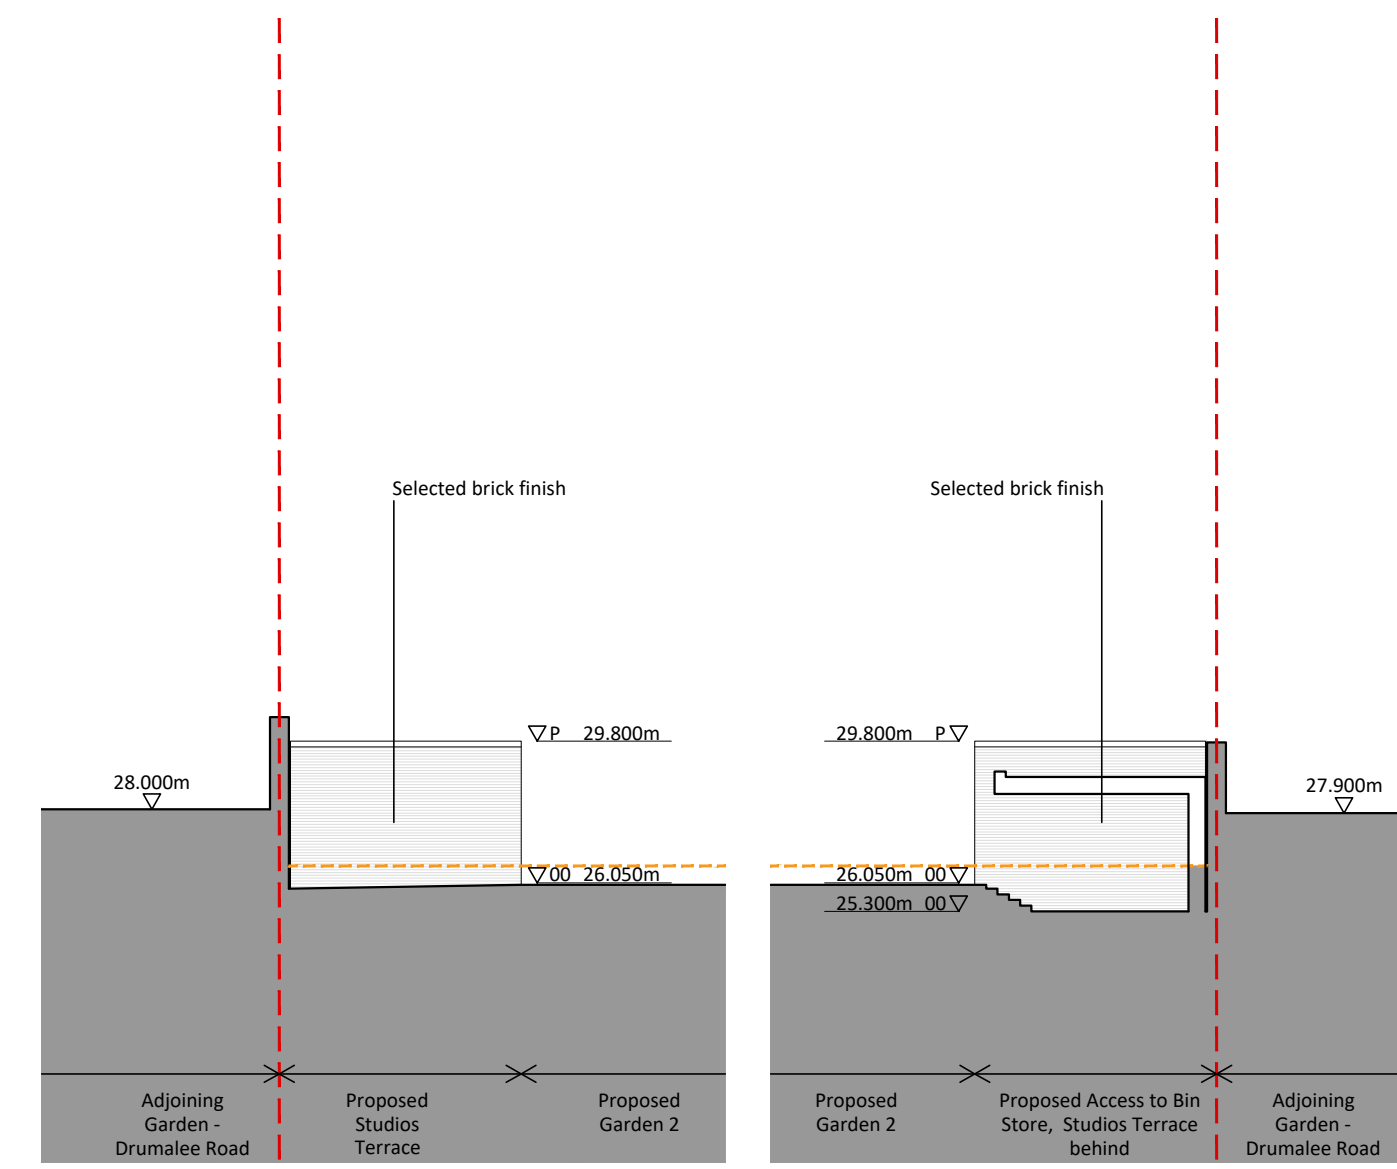 Selected brick finish
Selected brick finish
P 29.800m
29.800m P
28.000m
27.900m
00 26.050m
26.050m 00
25.300m 00
Adjoining
Garden -
Drumalee Road
Proposed
Studios
Terrace
Proposed
Garden 2
Proposed
Garden 2
Proposed Access to Bin
Store, Studios Terrace
behind
Adjoining
Garden -
Drumalee Road